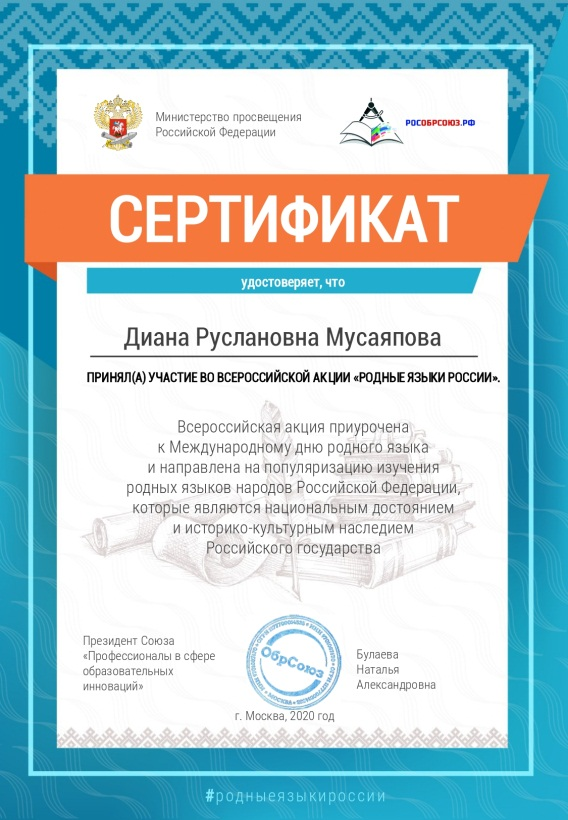 Министерство просвещения
Российской Федерации
РОСОБРСОЮЗ.РФ
СЕРТИФИКАТ
удостоверяет, что
Диана Руслановна Мусаяпова
ПРИНЯЛ(А) УЧАСТИЕ ВО ВСЕРОССИЙСКОЙ АКЦИИ «РОДНЫЕ ЯЗЫКИ РОССИИ».
Всероссийская акция приурочена
к Международному дню родного языка
и направлена на популяризацию изучения
родных языков народов Российской Федерации,
которые являются национальным достоянием
и историко-культурным наследием
Российского государства
Президент Союза
«Профессионалы в сфере
образовательных
инноваций»
ОбрСоюз
Булаева
Наталья
Александровна
г. Москва, 2020 год
#родныеязыкироссии